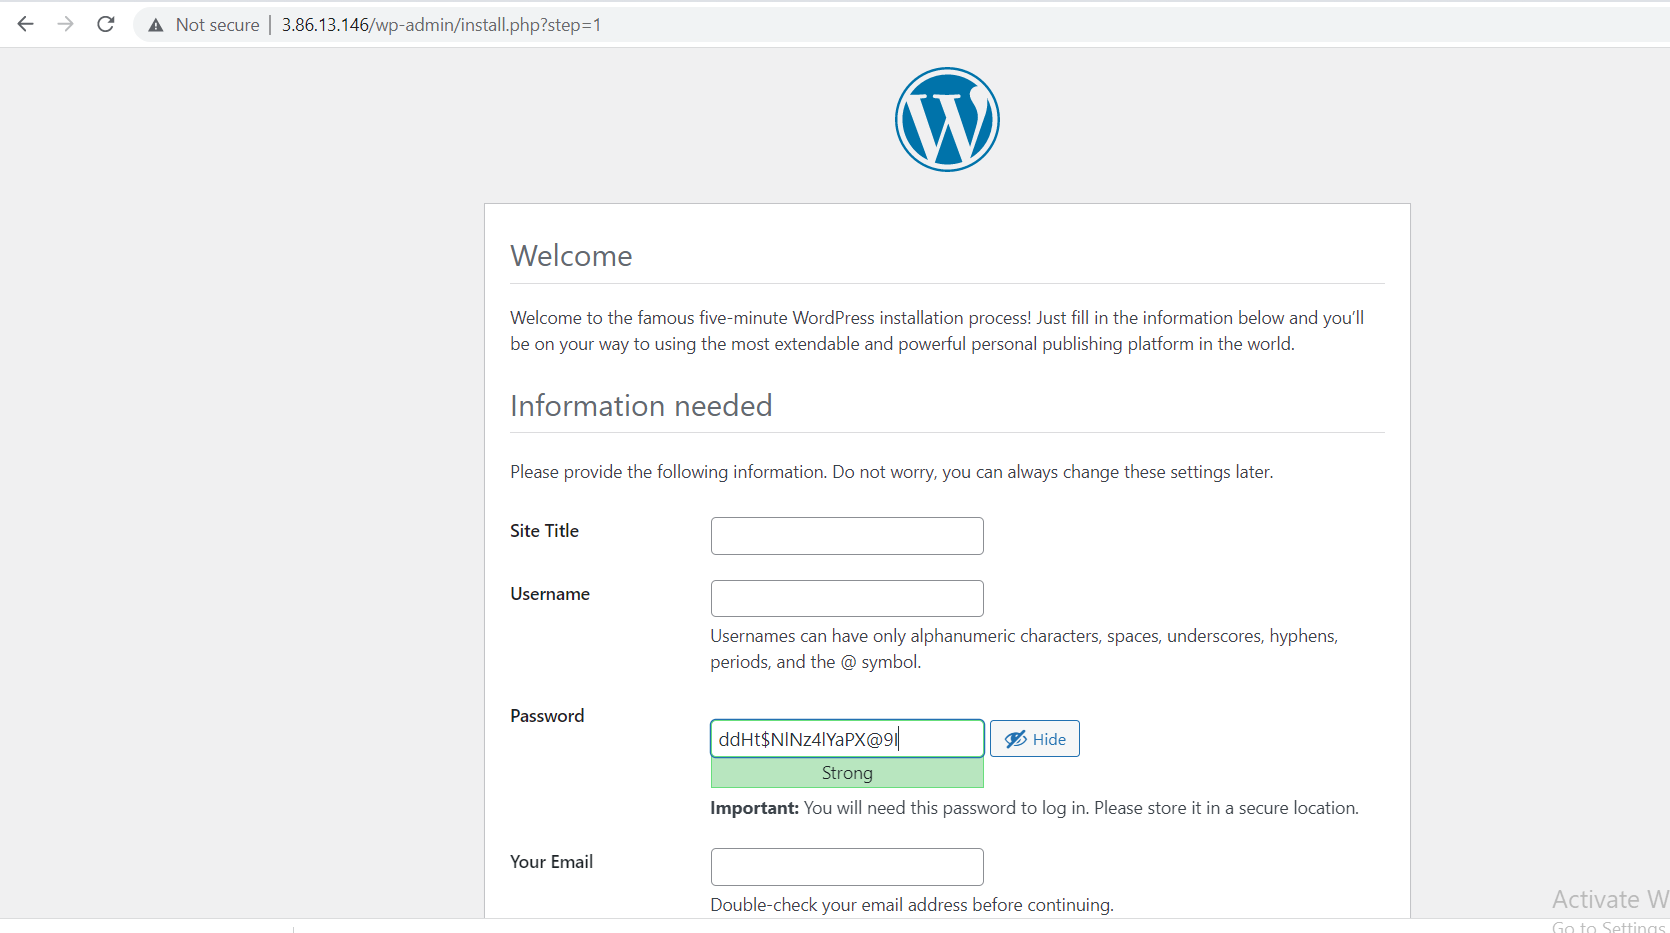 Not secure | 3.86.13.146/wp-admin/install.php?step=1
Welcome
Welcome to the famous five-minute WordPress installation process! Just fill in the information below and you’ll
be on your way to using the most extendable and powerful personal publishing platform in the world.
Information needed
Please provide the following information. Do not worry, you can always change these settings later.
Site Title
Username
Usernames can have only alphanumeric characters, spaces, underscores, hyphens,
periods, and the @ symbol.
Password
ddHt$NlNz4lYaPX@9I
Hide
Strong
Important: You will need this password to log in. Please store it in a secure location.
Your Email
Double-check your email address before continuing.
Activate W
Go to Settings